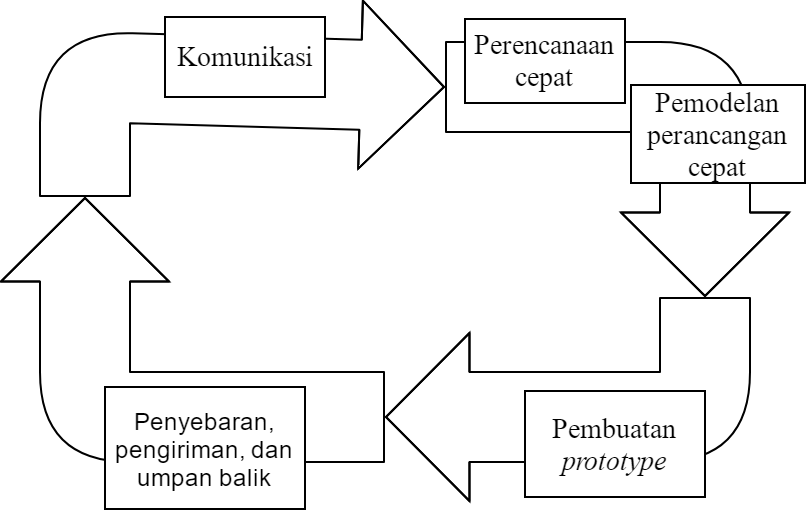 Komunikasi
Perencanaan
cepat
Pemodelan
perancangan
cepat
Pembuatan
prototype
Penyebaran,
pengiriman, dan
umpan balik